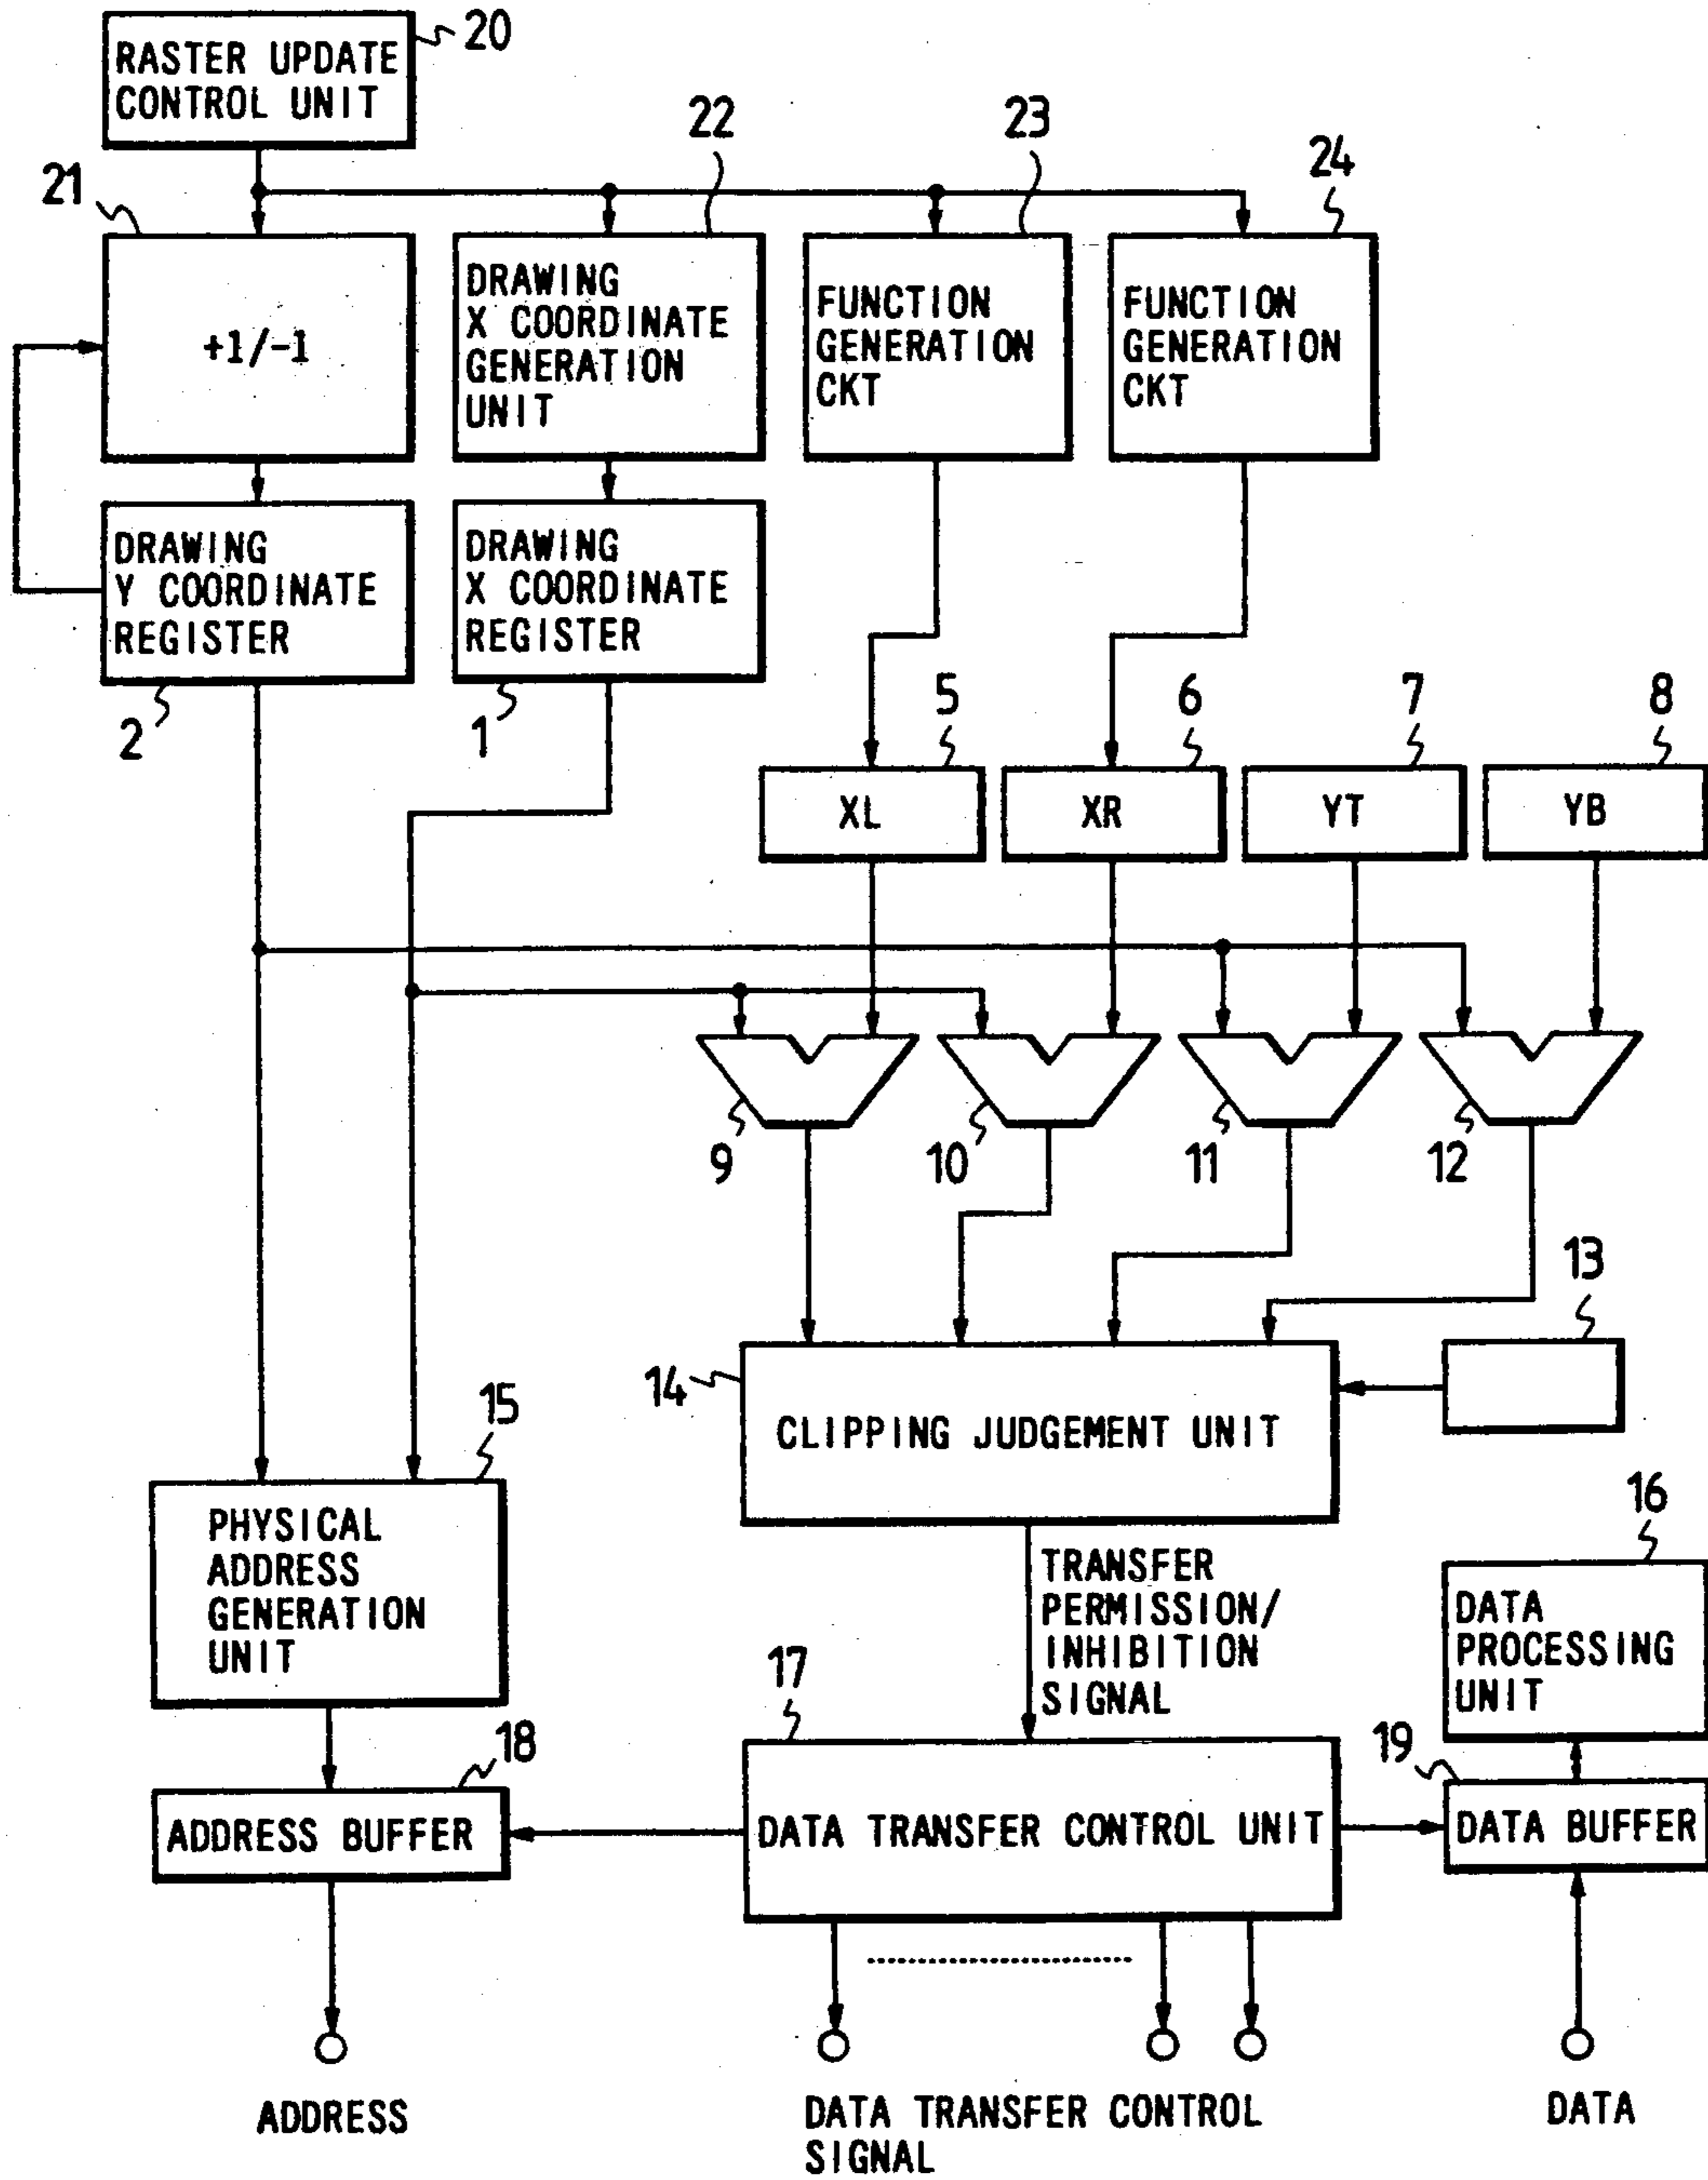 RASTER UPDATE
CONTROL UNIT
20
21
22
23
24
+1/-1
DRAWING
X COORDINATE
GENERATION
UNIT
FUNCTION
GENERATION
CKT
FUNCTION
GENERATION
CKT
DRAWING
Y COORDINATE
REGISTER
DRAWING
X COORDINATE
REGISTER
2
1
5
6
7
8
XL
XR
YT
YB
9
10
11
12
13
14
CLIPPING JUDGEMENT UNIT
15
PHYSICAL
ADDRESS
GENERATION
UNIT
TRANSFER
PERMISSION/
INHIBITION
SIGNAL
16
DATA
PROCESSING
UNIT
17
18
19
ADDRESS BUFFER
DATA TRANSFER CONTROL UNIT
DATA BUFFER
ADDRESS
DATA TRANSFER CONTROL
SIGNAL
DATA